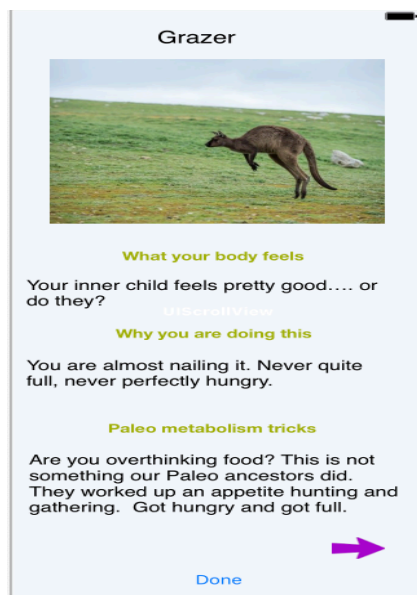 Grazer
What your body feels
Your inner child feels pretty good.... or
do they?
UIScrollView
Why you are doing this
You are almost nailing it. Never quite
full, never perfectly hungry.
Paleo metabolism tricks
Are you overthinking food? This is not
something our Paleo ancestors did.
They worked up an appetite hunting and
gathering.  Got hungry and got full.
Done